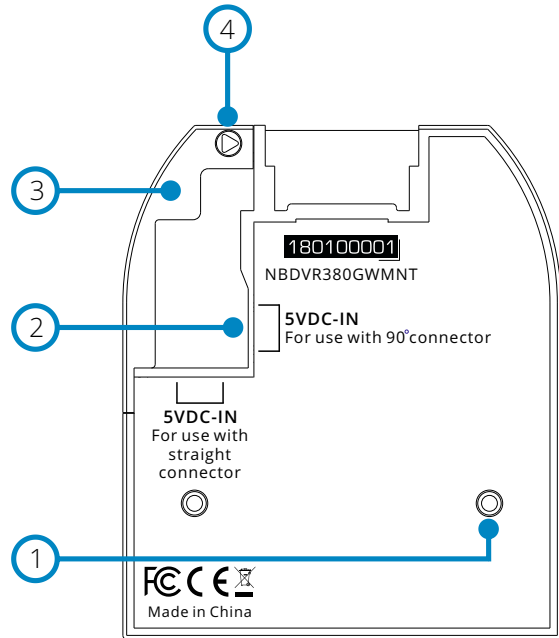 4
3
180100001
NBDVR380GWMNT
2
5VDC-IN
For use with 90°connector
5VDC-IN
For use with
straight
connector
1
FC CE
Made in China